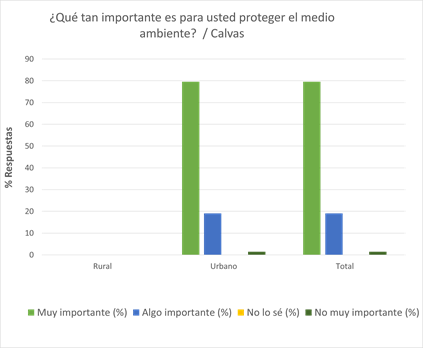 ¿Qué tan importante es para usted proteger el medio
ambiente? / Calvas
90
80
70
60
50
40
30
20
10
0
% Respuestas
Rural Urbano Total
Muy importante (%) Algo importante (%) No lo sé (%) No muy importante (%)